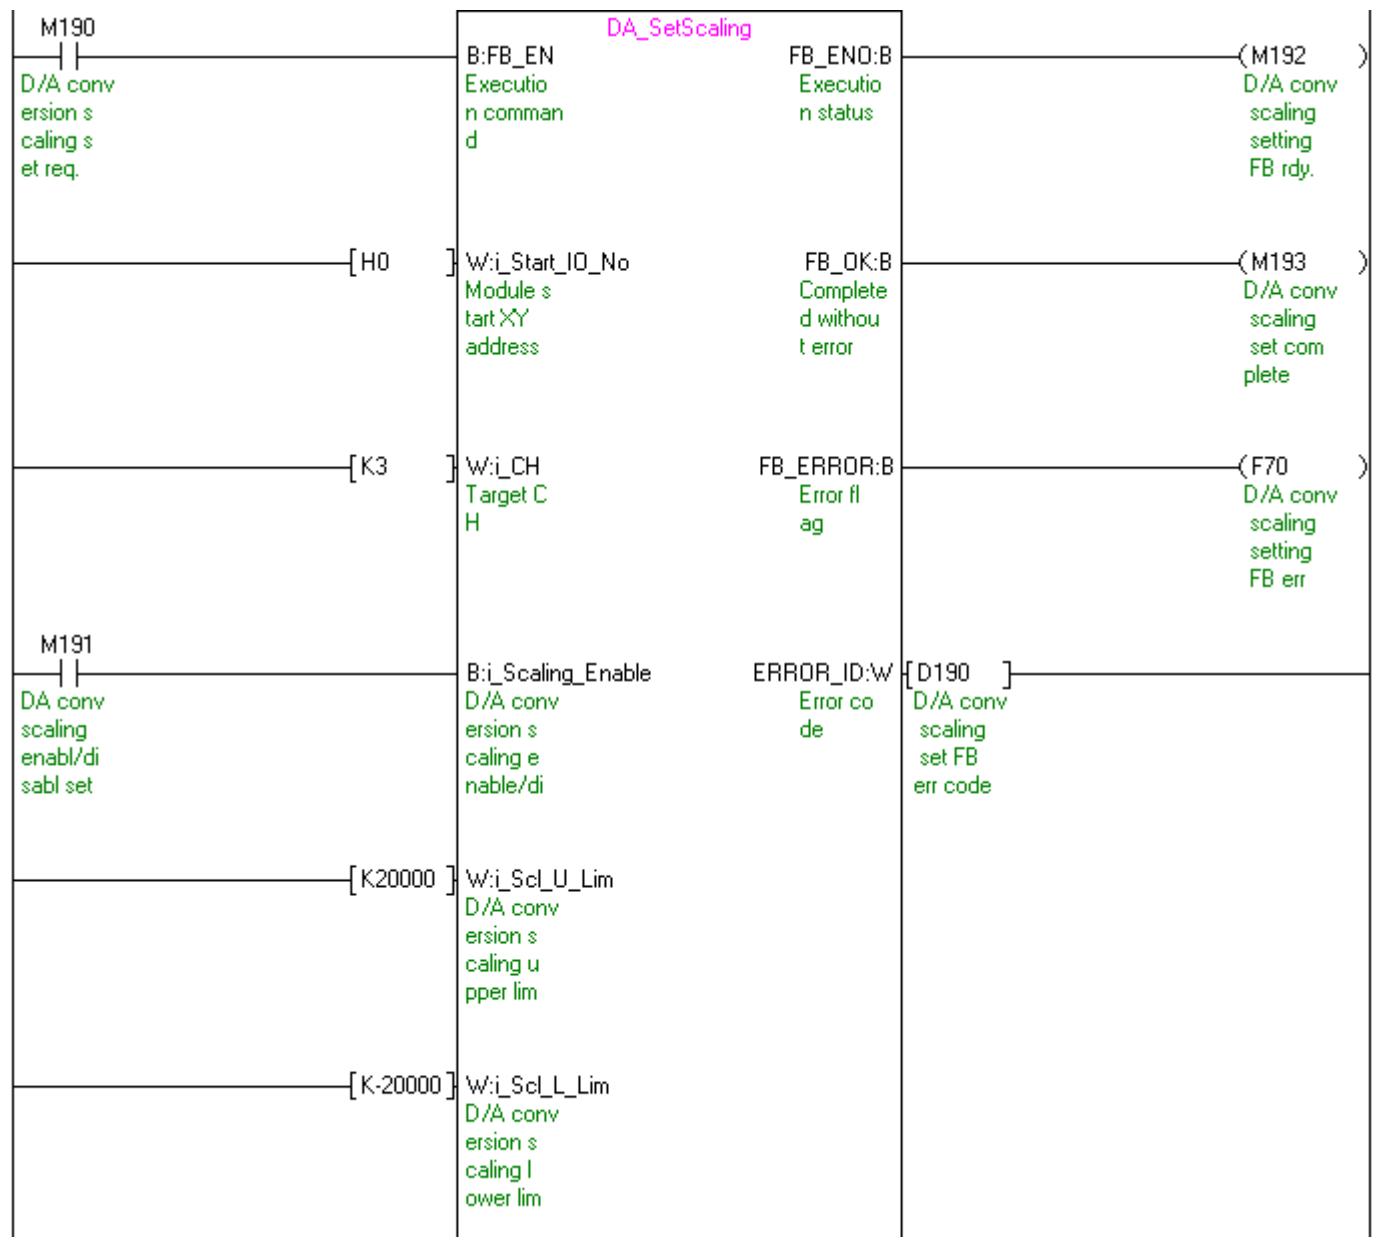 M190
DA_SetScaling
B:FB_EN
FB_ENO:B
(M192 )
D/A conv
ersion s
caling s
et req.
Executio
n comman
d
Executio
n status
D/A conv
scaling
setting
FB rdy.
[H0 ]
W:i_Start_IO_No
FB_OK:B
(M193 )
Module s
tart XY
address
Complete
d withou
t error
D/A conv
scaling
set com
plete
[K3 ]
W:i_CH
FB_ERROR:B
(F70 )
Target C
H
Error fl
ag
D/A conv
scaling
setting
FB err
M191
B:i_Scaling_Enable
ERROR_ID:W
[D190 ]
DA conv
scaling
enabl/di
sabl set
D/A conv
ersion s
caling e
nable/di
Error co
de
D/A conv
scaling
set FB
err code
[K20000 ]
W:i_Scl_U_Lim
D/A conv
ersion s
caling u
pper lim
[K-20000 ]
W:i_Scl_L_Lim
D/A conv
ersion s
caling l
ower lim